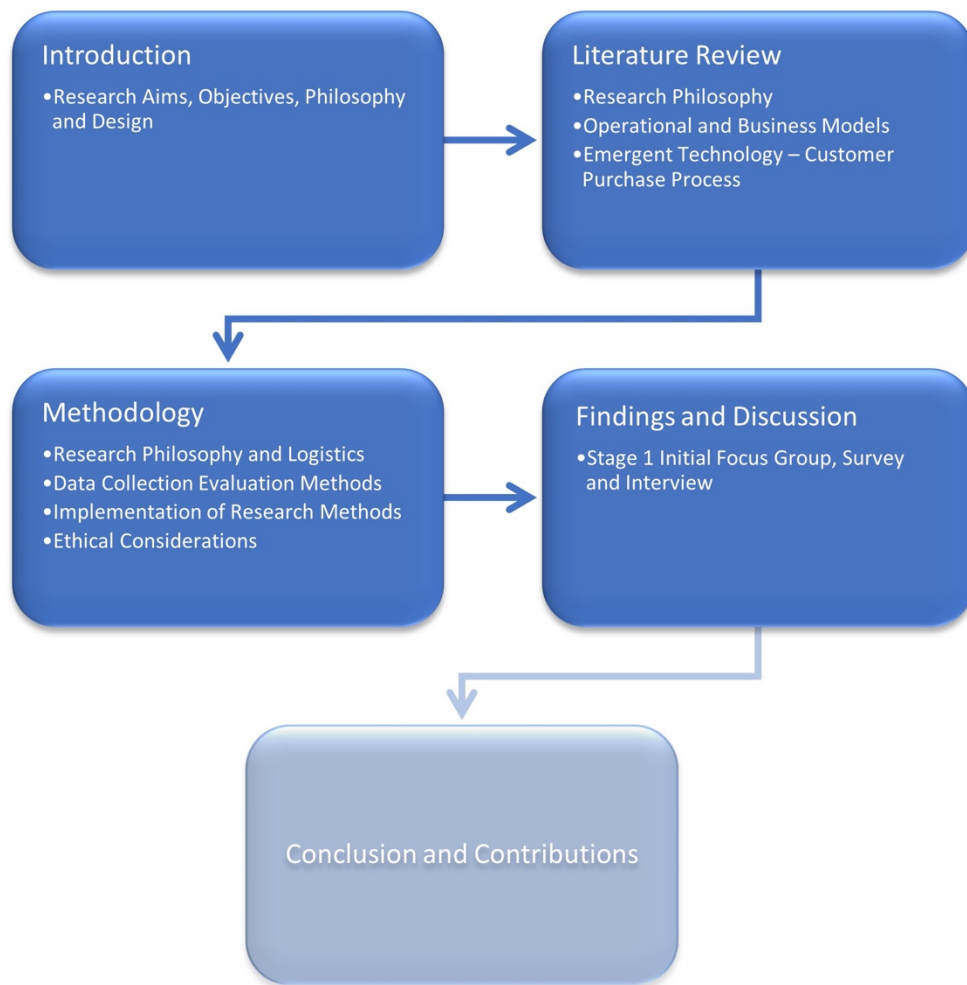 Introduction
•Research Aims, Objectives, Philosophy
and Design
Literature Review
•Research Philosophy
•Operational and Business Models
•Emergent Technology – Customer
Purchase Process
Methodology
•Research Philosophy and Logistics
•Data Collection Evaluation Methods
•Implementation of Research Methods
•Ethical Considerations
Findings and Discussion
•Stage 1 Initial Focus Group, Survey
and Interview
Conclusion and Contributions